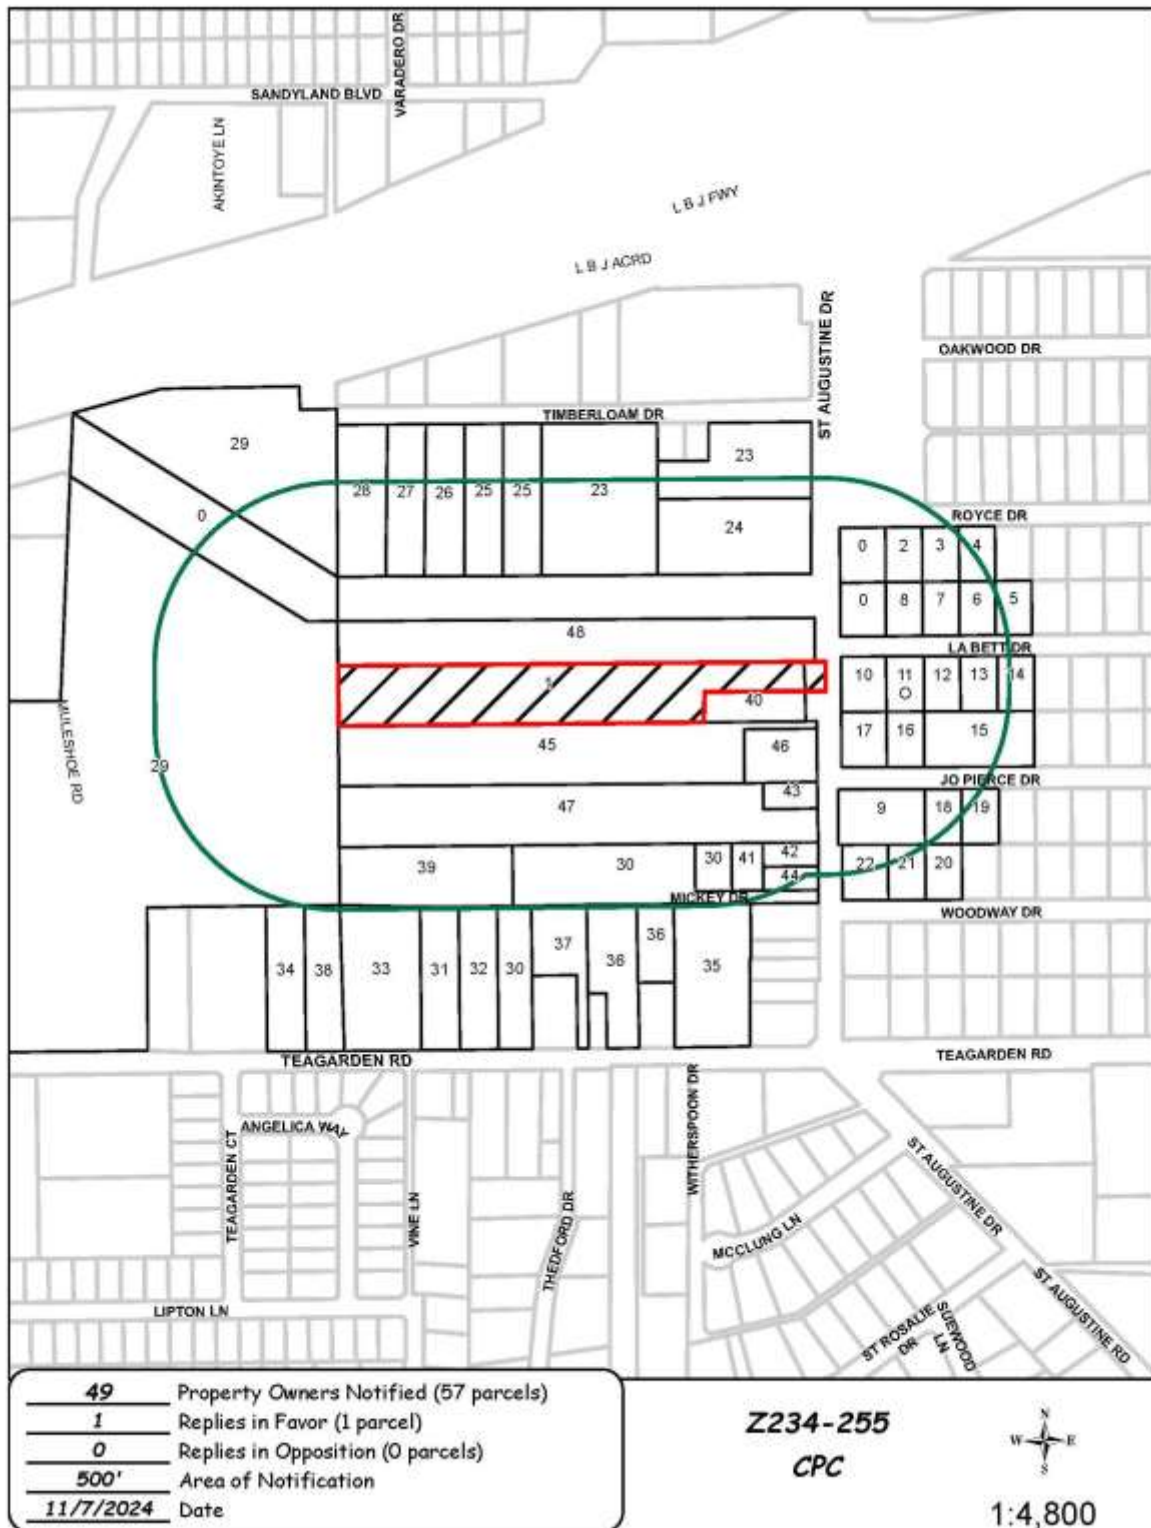 VARADERO DR
SANDYLAND BLVD
AKINTOYE LN
L B J FWY
L B J ACRD
ST AUGUSTINE DR
OAKWOOD DR
TIMBERLOAM DR
29
23
28
27
26
25
25
23
0
24
ROYCE DR
0
2
3
4
0
8
7
6
5
48
LA BETT DR
1
40
10
11
O
12
13
14
45
46
17
16
15
MULESHOE RD
29
JO PIERCE DR
47
43
9
18
19
39
30
30
41
42
44
22
21
20
MICKEY DR
WOODWAY DR
34
38
33
31
32
30
37
36
36
35
TEAGARDEN RD
TEAGARDEN RD
ANGELICA WAY
TEAGARDEN CT
VINE LN
THEDFORD DR
WITHERSPOON DR
MCCLUNG LN
ST AUGUSTINE DR
LIPTON LN
ST ROSALIE
DR
SUEWOOD
LN
ST AUGUSTINE RD
49 Property Owners Notified (57 parcels)
1 Replies in Favor (1 parcel)
0 Replies in Opposition (0 parcels)
500' Area of Notification
11/7/2024 Date
Z234-255
CPC
N
W E
S
1:4,800